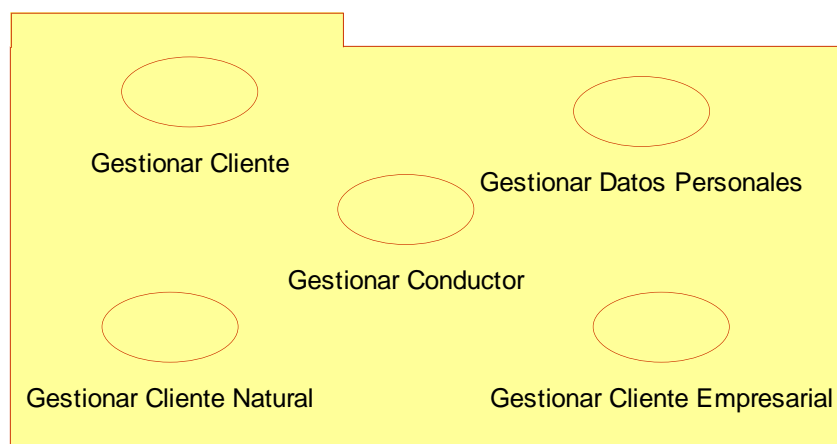 Gestionar Cliente
Gestionar Datos Personales
Gestionar Conductor
Gestionar Cliente Natural
Gestionar Cliente Empresarial